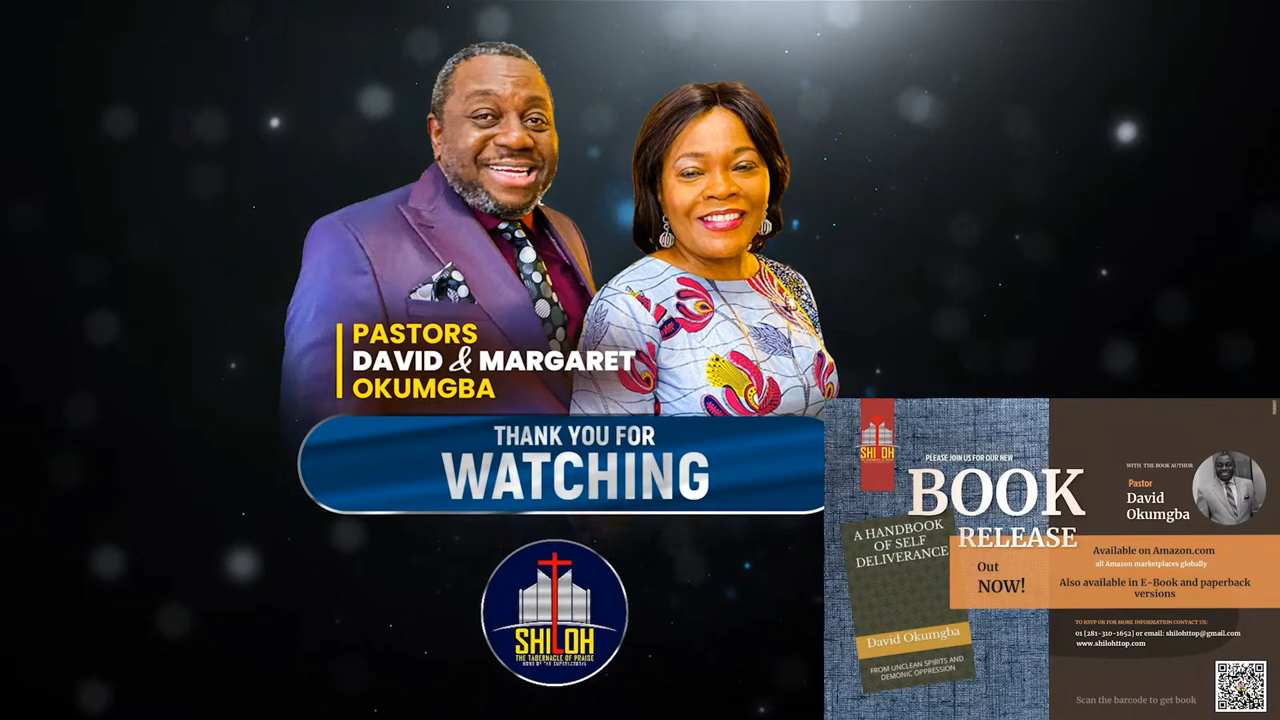 PASTORS
DAVID & MARGARET
OKUMGBA
THANK YOU FOR
WATCHING
SHILOH
THE TABERNACLE OF PRAISE
SHILOH
PLEASE JOIN US FOR OUR NEW
BOOK
RELEASE
WITH THE BOOK AUTHOR
Pastor
David
Okumgba
A HANDBOOK
OF SELF
DELIVERANCE
David Okumgba
FROM UNCLEAN SPIRITS AND
DEMONIC OPPRESSION
Out
NOW!
Available on Amazon.com
all Amazon marketplaces globally
Also available in E-Book and paperback
versions
TO RSVP OR FOR MORE INFORMATION CONTACT US:
01 [281-310-1652] or email: shilohttop@gmail.com
www.shilohttop.com
Scan the barcode to get book